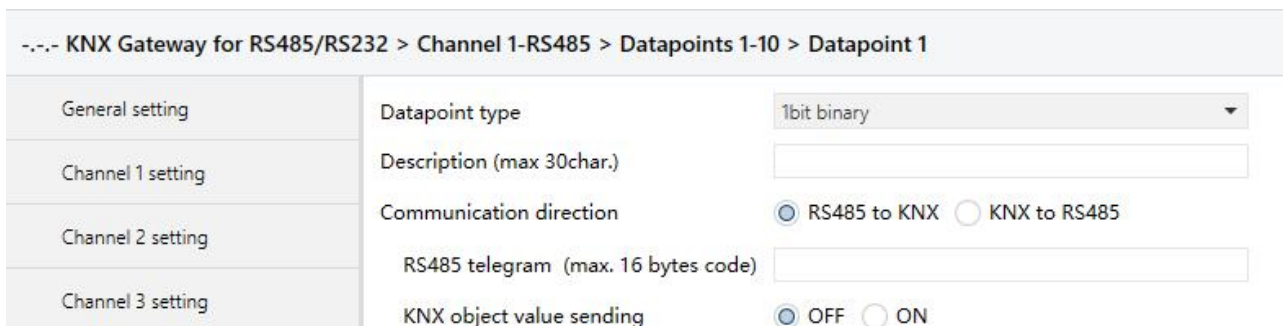 -.-.- KNX Gateway for RS485/RS232 > Channel 1-RS485 > Datapoints 1-10 > Datapoint 1
General setting
Channel 1 setting
Channel 2 setting
Channel 3 setting
Datapoint type 1bit binary
Description (max 30char.)
Communication direction RS485 to KNX KNX to RS485
RS485 telegram (max. 16 bytes code)
KNX object value sending OFF ON